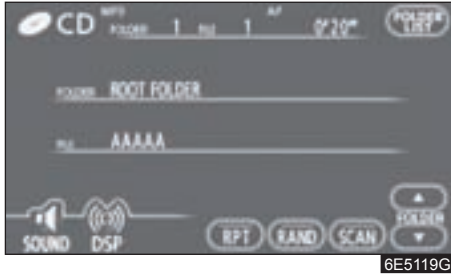 CD MP3 FOLDER 1 FILE 1 0'20" FOLDER LIST
FOLDER ROOT FOLDER
FILE AAAAA
SOUND DSP RPT RAND SCAN FOLDER
6E5119G